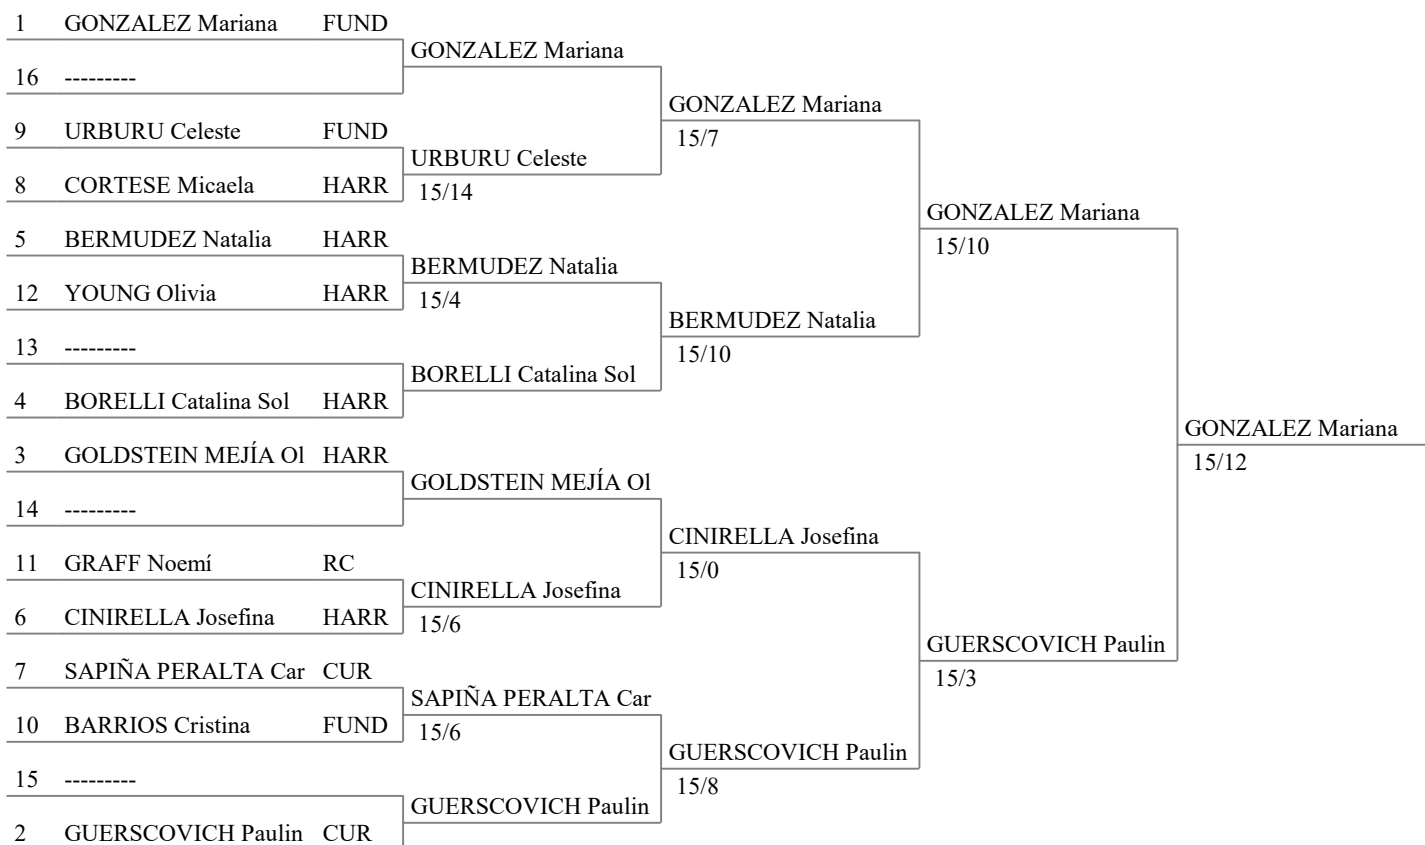 1 GONZALEZ Mariana FUND
16 ---------
9 URBURU Celeste FUND
8 CORTESE Micaela HARR
5 BERMUDEZ Natalia HARR
12 YOUNG Olivia HARR
13 ---------
4 BORELLI Catalina Sol HARR
3 GOLDSTEIN MEJÍA Ol HARR
14 ---------
11 GRAFF Noemí RC
6 CINIRELLA Josefina HARR
7 SAPIÑA PERALTA Car CUR
10 BARRIOS Cristina FUND
15 ---------
2 GUERSCOVICH Paulin CUR
GONZALEZ Mariana
URBURU Celeste
15/14
BERMUDEZ Natalia
15/4
BORELLI Catalina Sol
GOLDSTEIN MEJÍA Ol
CINIRELLA Josefina
15/6
SAPIÑA PERALTA Car
15/6
GUERSCOVICH Paulin
GONZALEZ Mariana
15/7
BERMUDEZ Natalia
15/10
CINIRELLA Josefina
15/0
GUERSCOVICH Paulin
15/8
GONZALEZ Mariana
15/10
GUERSCOVICH Paulin
15/3
GONZALEZ Mariana
15/12